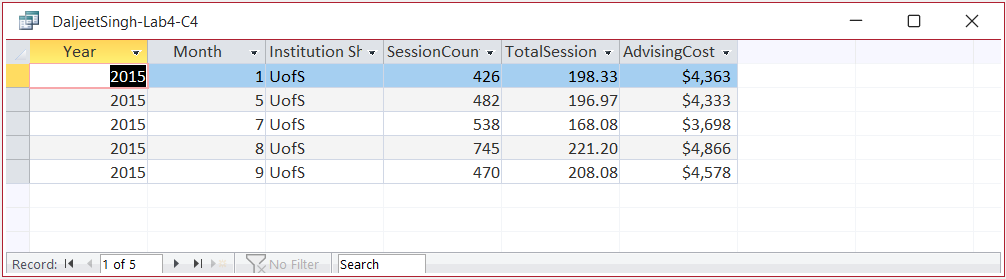 DaljeetSingh-Lab4-C4
Year Month Institution Sh SessionCoun TotalSession AdvisingCost
2015 1 UofS 426 198.33 $4,363
2015 5 UofS 482 196.97 $4,333
2015 7 UofS 538 168.08 $3,698
2015 8 UofS 745 221.20 $4,866
2015 9 UofS 470 208.08 $4,578
Record: 1 of 5 No Filter Search